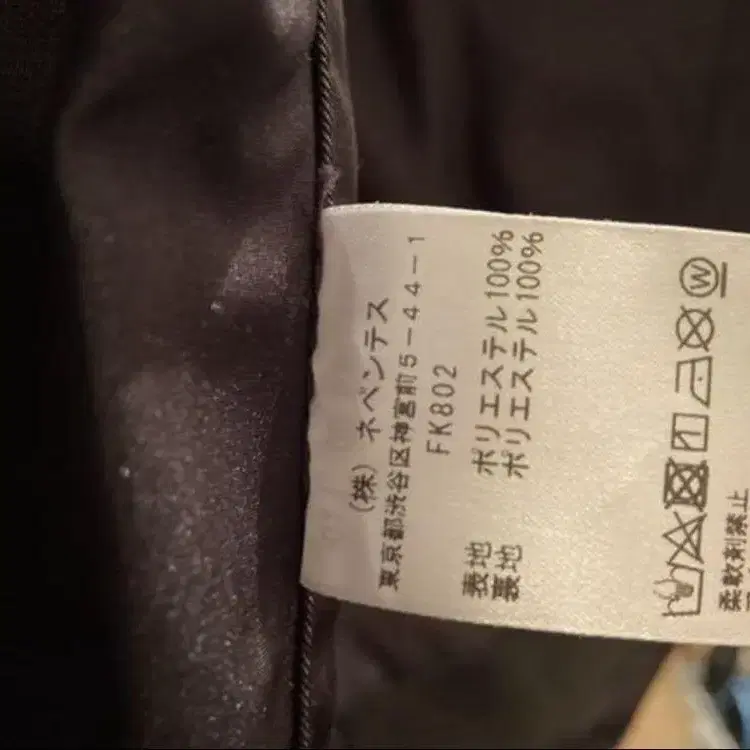 (株) ネペンテス
東京都渋谷区神宮前5-44-1
FK802
表地 ポリエステル100%
裏地 ポリエステル100%
W
柔軟剤禁止